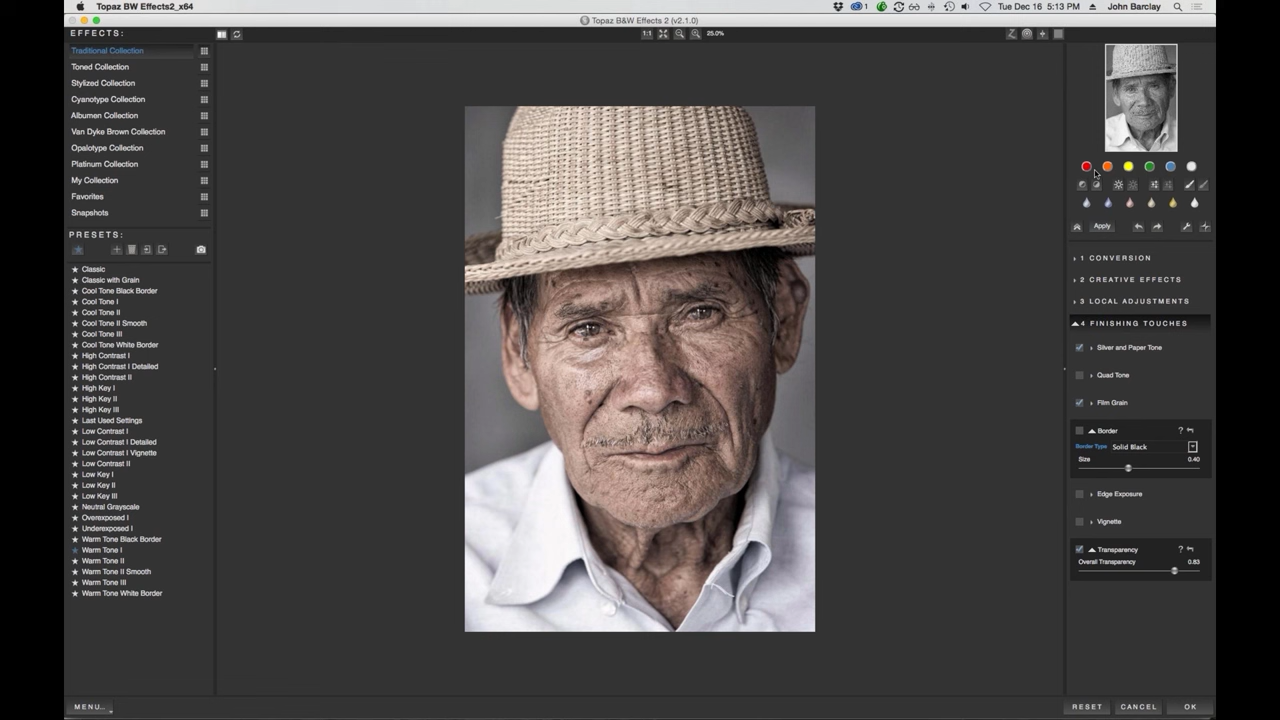 Topaz BW Effects2_x64
1
Tue Dec 16 5:13 PM
John Barclay
Topaz B&W Effects 2 (v2.1.0)
EFFECTS:
1:1
25.0%
Traditional Collection
Toned Collection
Stylized Collection
Cyanotype Collection
Albumen Collection
Van Dyke Brown Collection
Opalotype Collection
Platinum Collection
My Collection
Favorites
Snapshots
PRESETS:
Classic
Classic with Grain
Cool Tone Black Border
Cool Tone I
Cool Tone II
Cool Tone II Smooth
Cool Tone III
Cool Tone White Border
High Contrast I
High Contrast I Detailed
High Contrast II
High Key I
High Key II
High Key III
Last Used Settings
Low Contrast I
Low Contrast I Detailed
Low Contrast I Vignette
Low Contrast II
Low Key I
Low Key II
Low Key III
Neutral Grayscale
Overexposed I
Underexposed I
Warm Tone Black Border
Warm Tone I
Warm Tone II
Warm Tone II Smooth
Warm Tone III
Warm Tone White Border
MENU...
Apply
1 CONVERSION
2 CREATIVE EFFECTS
3 LOCAL ADJUSTMENTS
4 FINISHING TOUCHES
Silver and Paper Tone
Quad Tone
Film Grain
Border ?
Border Type Solid Black
Size 0.40
Edge Exposure
Vignette
Transparency ?
Overall Transparency 0.83
RESET CANCEL OK